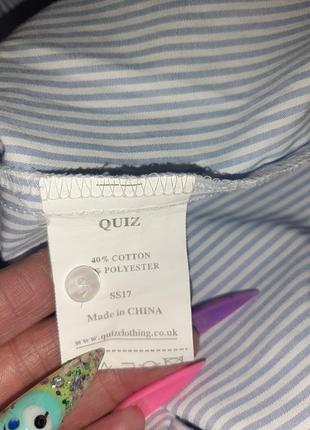 QUIZ
40% COTTON
% POLYESTER
SS17
Made in CHINA
www.quizclothing.co.uk